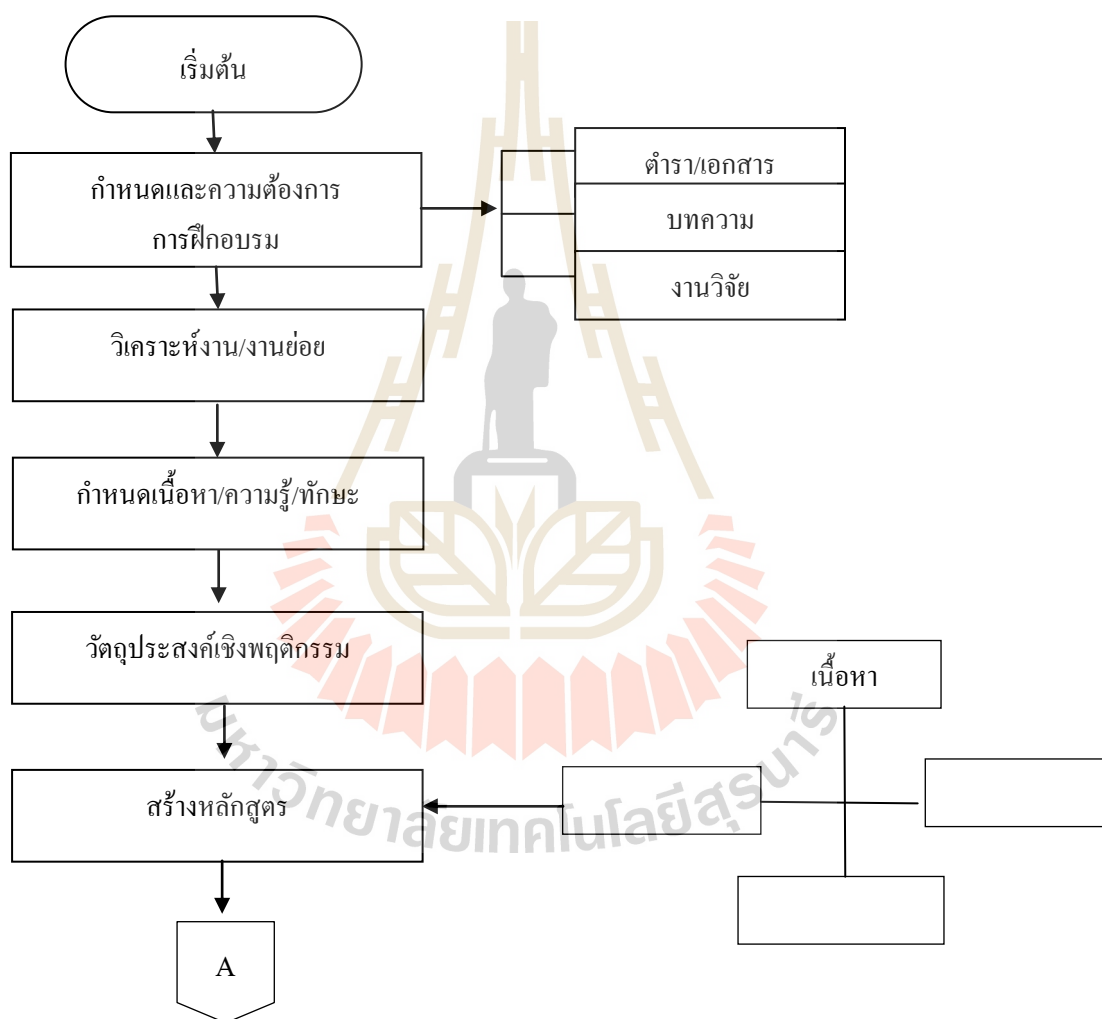 เริ่มต้น
กำหนดและความต้องการ
การฝึกอบรม
ตำรา/เอกสาร
บทความ
งานวิจัย
วิเคราะห์งาน/งานย่อย
กำหนดเนื้อหา/ความรู้/ทักษะ
วัตถุประสงค์เชิงพฤติกรรม
เนื้อหา
สร้างหลักสูตร
มหาวิทยาลัยเทคโนโลยีสุรนารี
A